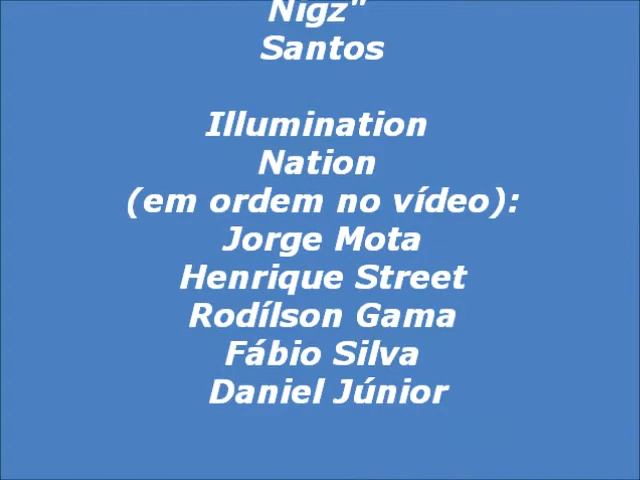 Nigz"
Santos
Illumination
Nation
(em ordem no vídeo):
Jorge Mota
Henrique Street
Rodílson Gama
Fábio Silva
Daniel Júnior